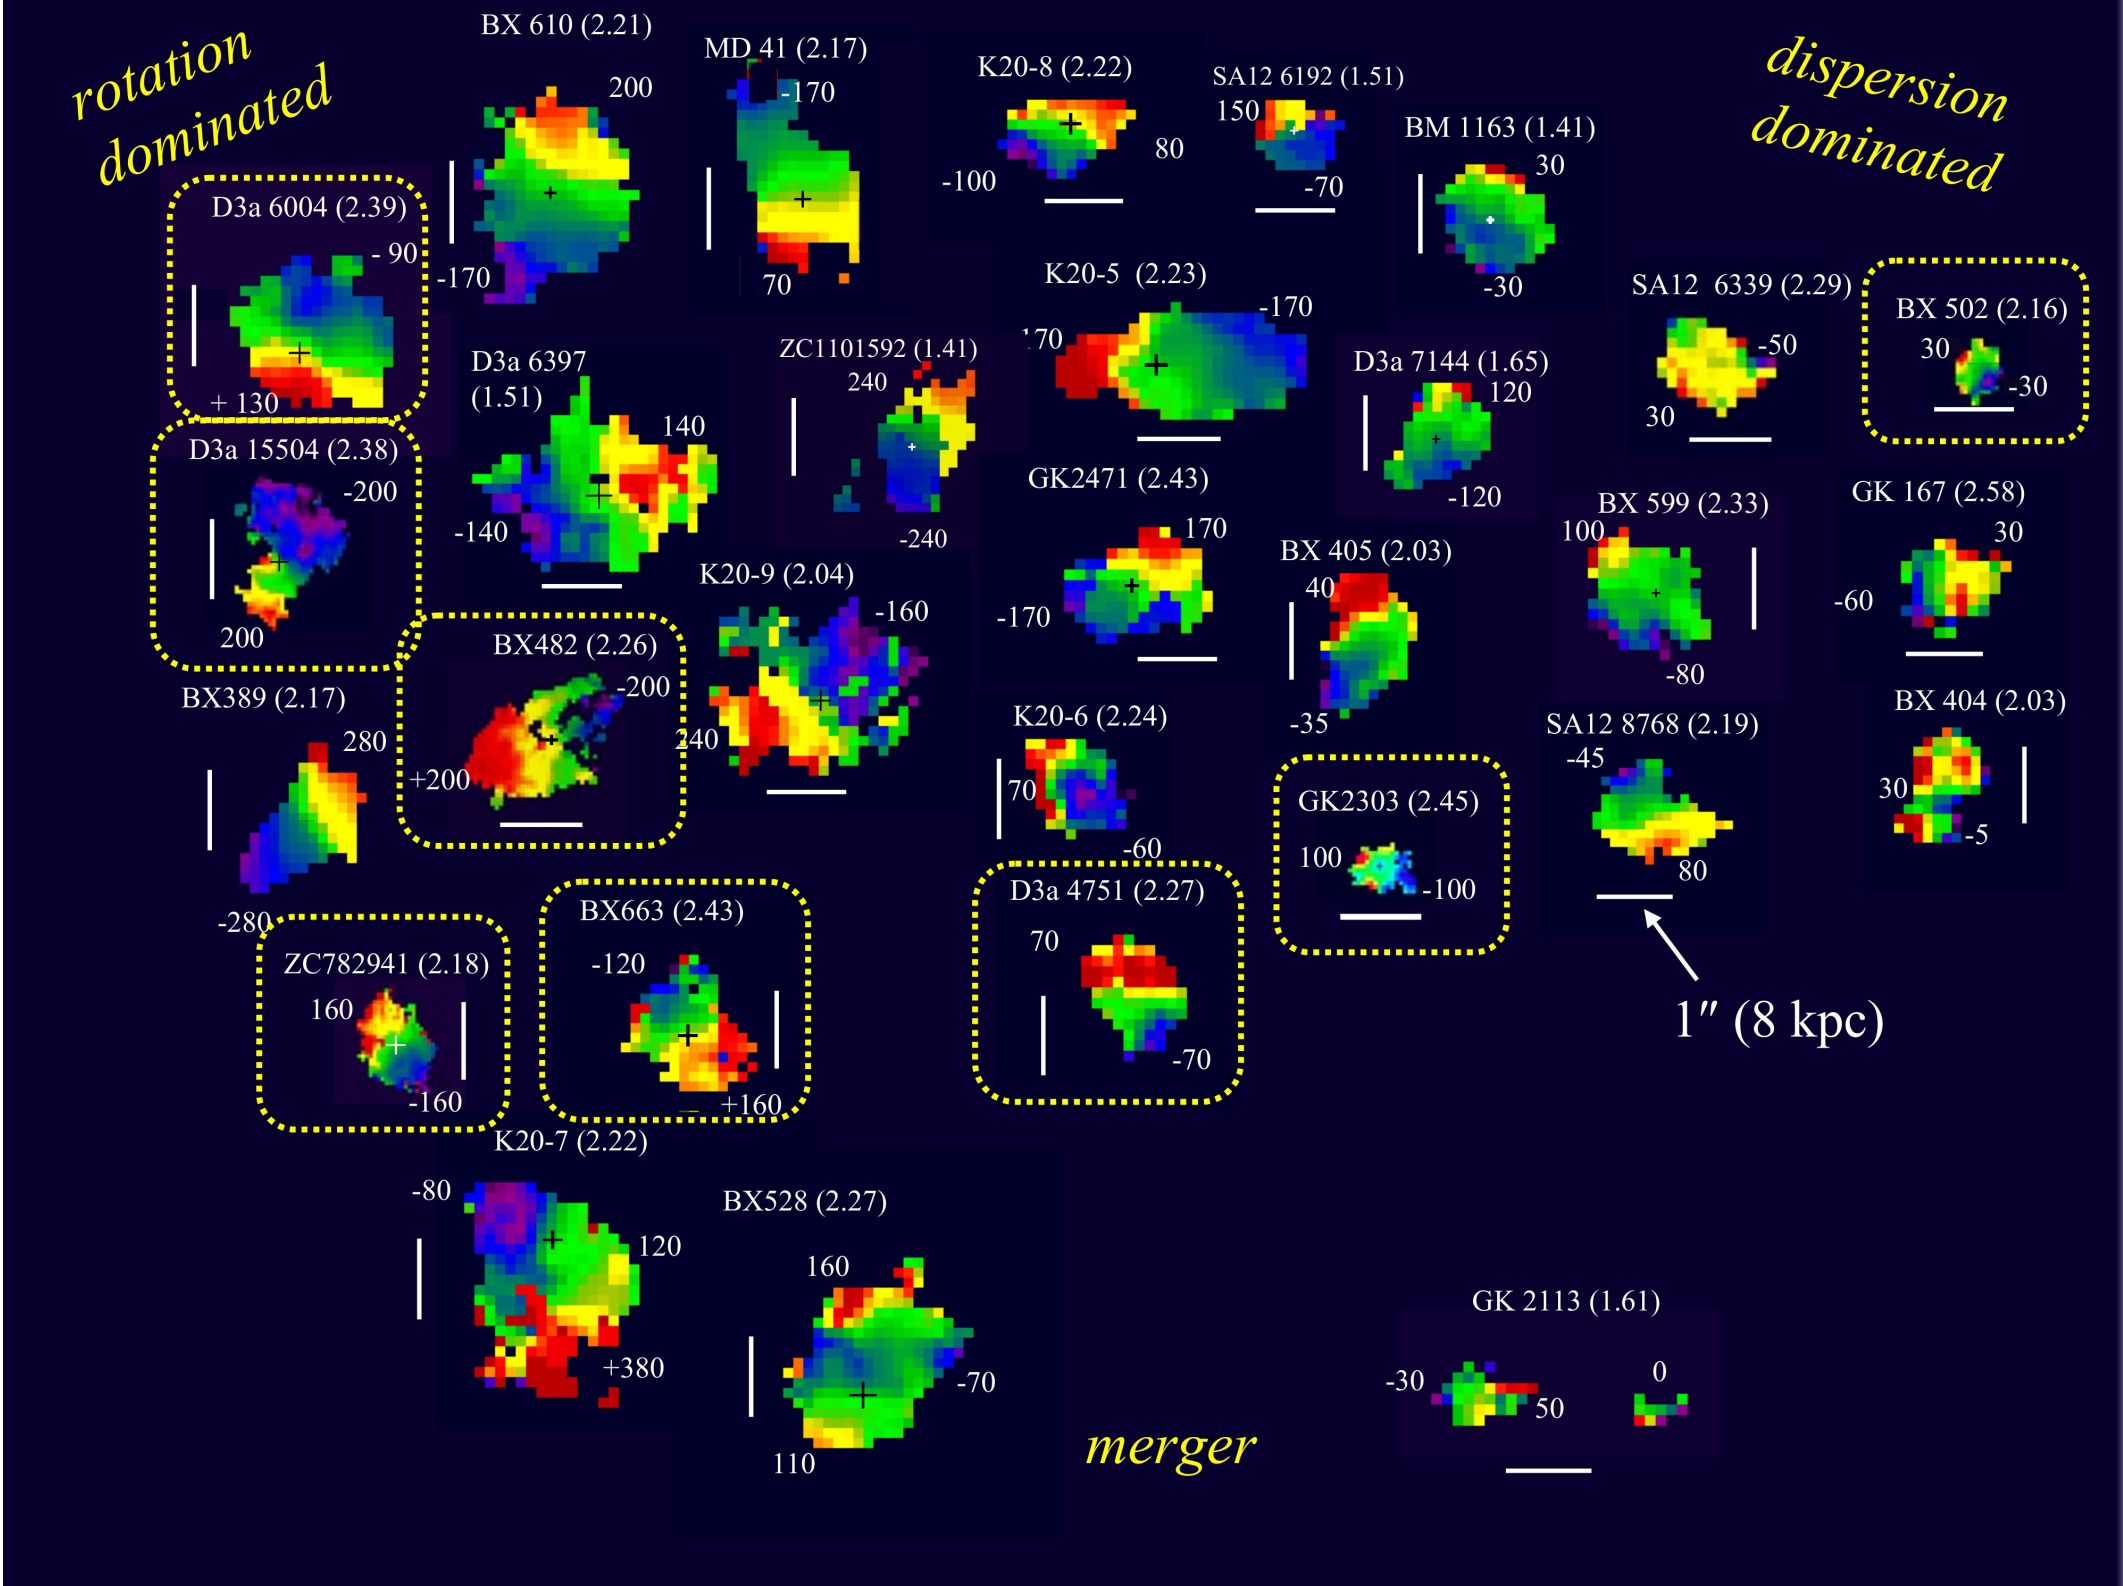 rotation
dominated
dispersion
dominated
BX 610 (2.21)
200
-170
MD 41 (2.17)
-170
70
K20-8 (2.22)
-100
80
SA12 6192 (1.51)
150
-70
BM 1163 (1.41)
30
-30
D3a 6004 (2.39)
- 90
+ 130
K20-5 (2.23)
170
-170
SA12 6339 (2.29)
-50
30
BX 502 (2.16)
30
-30
D3a 6397
(1.51)
140
-140
ZC1101592 (1.41)
240
-240
D3a 7144 (1.65)
120
-120
D3a 15504 (2.38)
-200
200
GK2471 (2.43)
170
-170
BX 405 (2.03)
40
-35
BX 599 (2.33)
100
-80
GK 167 (2.58)
30
-60
K20-9 (2.04)
-160
240
BX482 (2.26)
-200
+200
BX389 (2.17)
280
-280
K20-6 (2.24)
70
-60
SA12 8768 (2.19)
-45
80
BX 404 (2.03)
30
-5
GK2303 (2.45)
100
-100
D3a 4751 (2.27)
70
-70
BX663 (2.43)
-120
+160
ZC782941 (2.18)
160
-160
1″ (8 kpc)
K20-7 (2.22)
-80
120
+380
BX528 (2.27)
160
-70
110
GK 2113 (1.61)
-30
50
0
merger